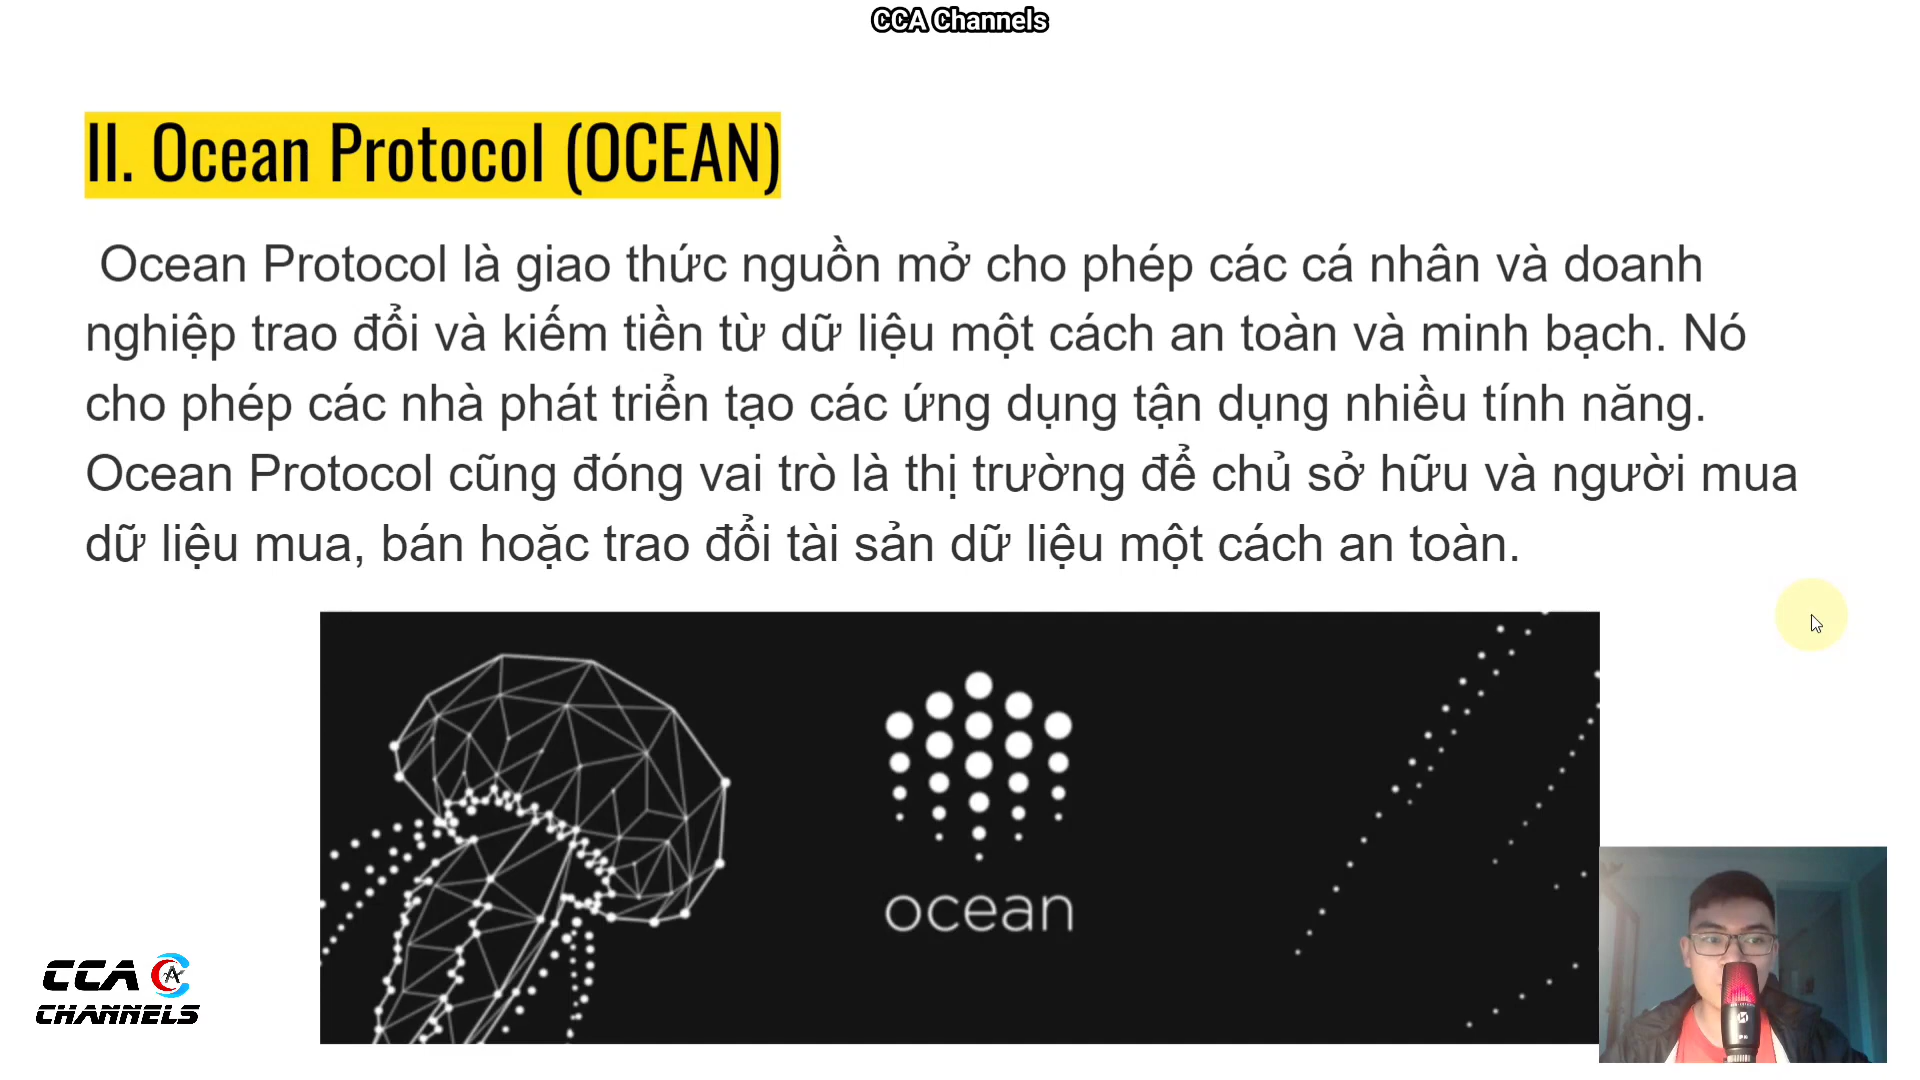 CCA Channels
II. Ocean Protocol (OCEAN)
Ocean Protocol là giao thức nguồn mở cho phép các cá nhân và doanh
nghiệp trao đổi và kiếm tiền từ dữ liệu một cách an toàn và minh bạch. Nó
cho phép các nhà phát triển tạo các ứng dụng tận dụng nhiều tính năng.
Ocean Protocol cũng đóng vai trò là thị trường để chủ sở hữu và người mua
dữ liệu mua, bán hoặc trao đổi tài sản dữ liệu một cách an toàn.
ocean
CCA
CHANNELS